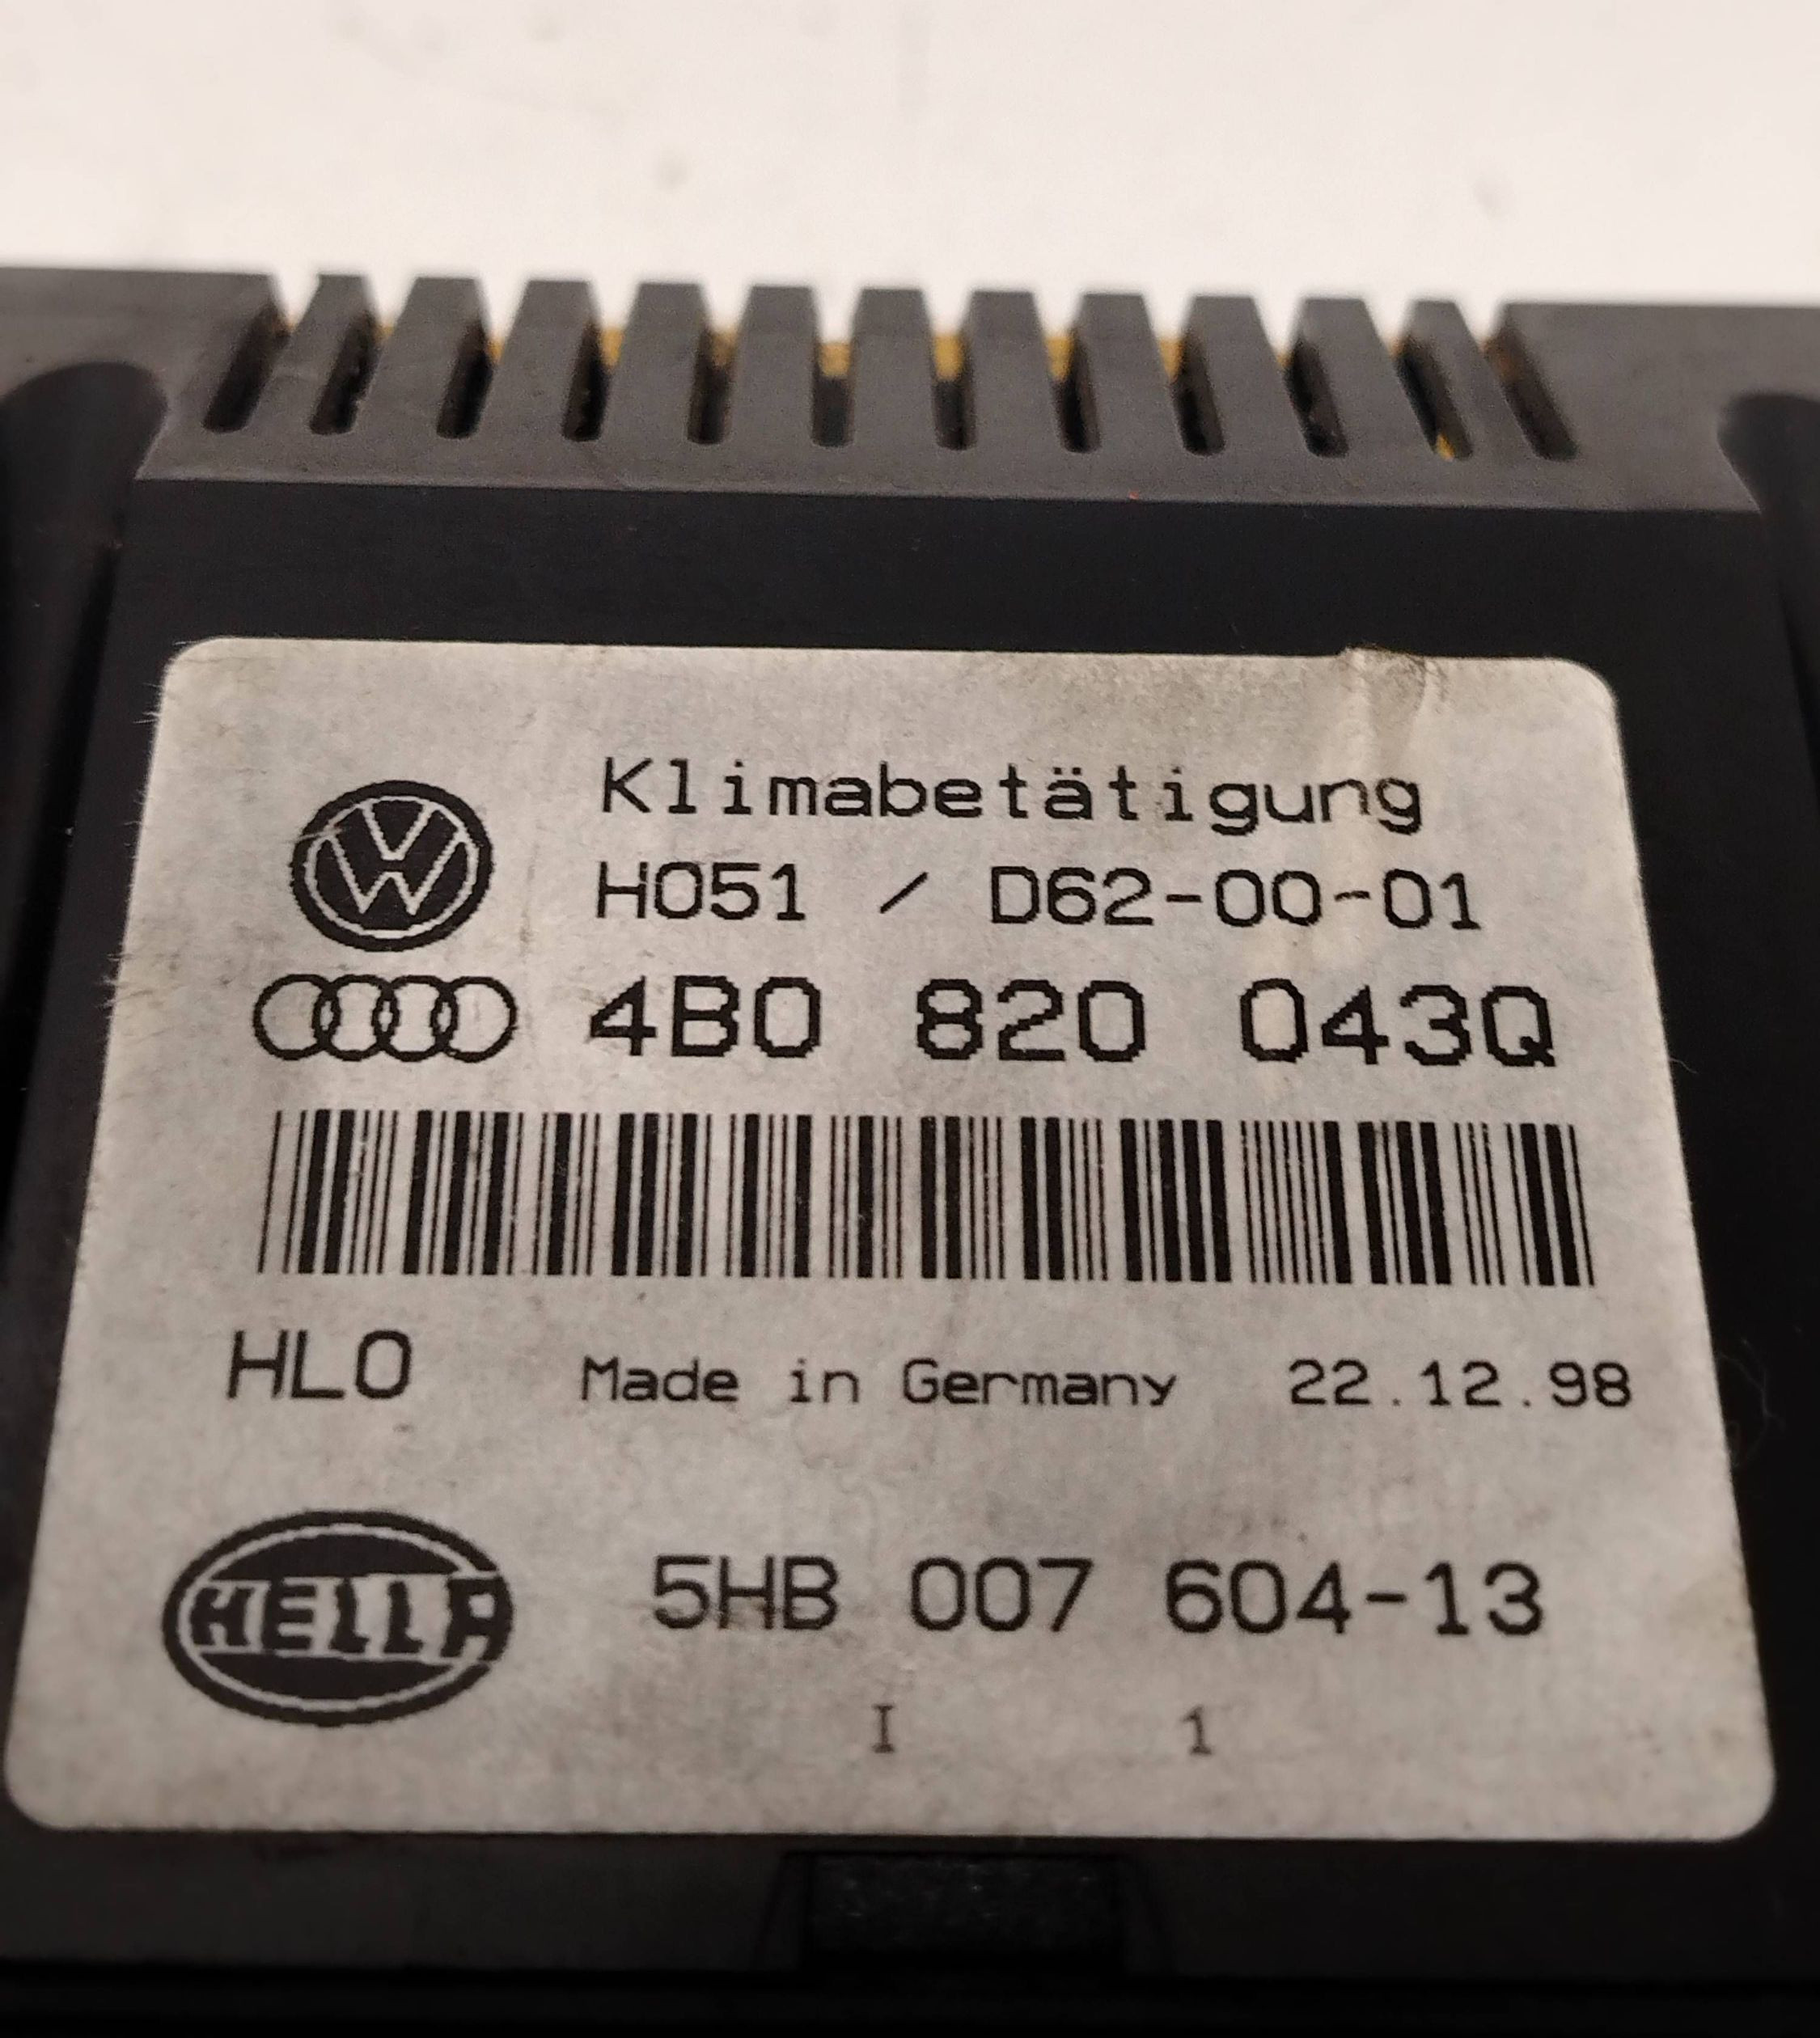 Klimabetätigung
H051 / D62-00-01
4B0 820 043Q
HLO Made in Germany 22.12.98
HELLA 5HB 007 604-13
I 1